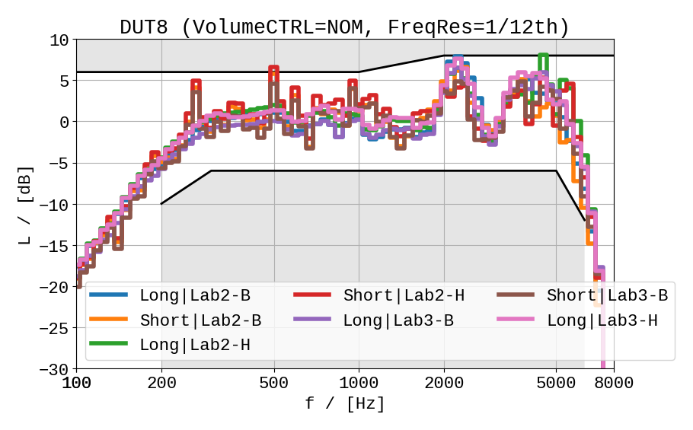 DUT8 (VolumeCTRL=NOM, FreqRes=1/12th)
10
5
0
−5
−10
−15
−20
−25
−30
L / [dB]
Long|Lab2-B
Short|Lab2-H
Short|Lab3-B
Short|Lab2-B
Long|Lab3-B
Long|Lab3-H
Long|Lab2-H
100 200 500 1000 2000 5000 8000
f / [Hz]